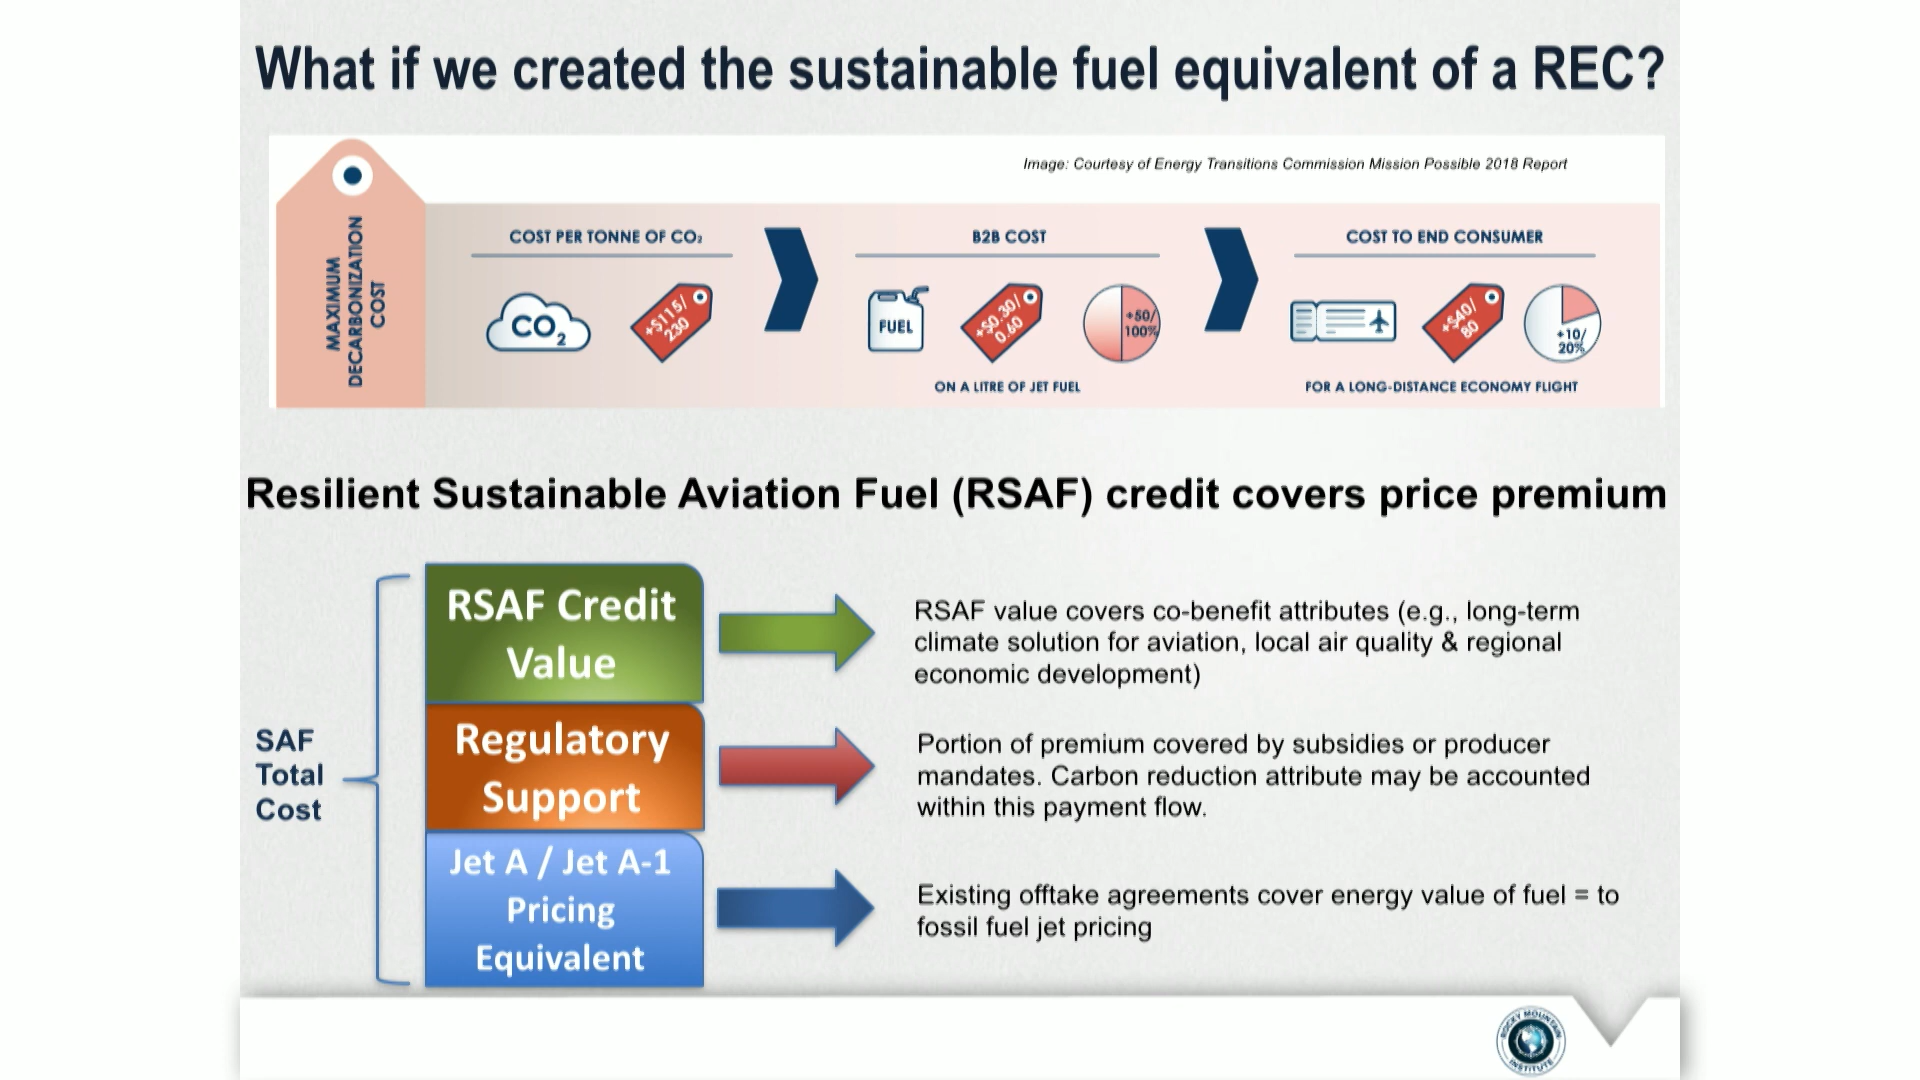 What if we created the sustainable fuel equivalent of a REC?
Image: Courtesy of Energy Transitions Commission Mission Possible 2018 Report
MAXIMUM
DECARBONIZATION
COST
COST PER TONNE OF CO₂
CO₂
+$115/
230
B2B COST
FUEL
+$0.30/
0.60
+50/
100%
ON A LITRE OF JET FUEL
COST TO END CONSUMER
+$40/
80
+10/
20%
FOR A LONG-DISTANCE ECONOMY FLIGHT
Resilient Sustainable Aviation Fuel (RSAF) credit covers price premium
SAF
Total
Cost
RSAF Credit
Value
RSAF value covers co-benefit attributes (e.g., long-term
climate solution for aviation, local air quality & regional
economic development)
Regulatory
Support
Portion of premium covered by subsidies or producer
mandates. Carbon reduction attribute may be accounted
within this payment flow.
Jet A / Jet A-1
Pricing
Equivalent
Existing offtake agreements cover energy value of fuel = to
fossil fuel jet pricing
ROCKY MOUNTAIN
INSTITUTE